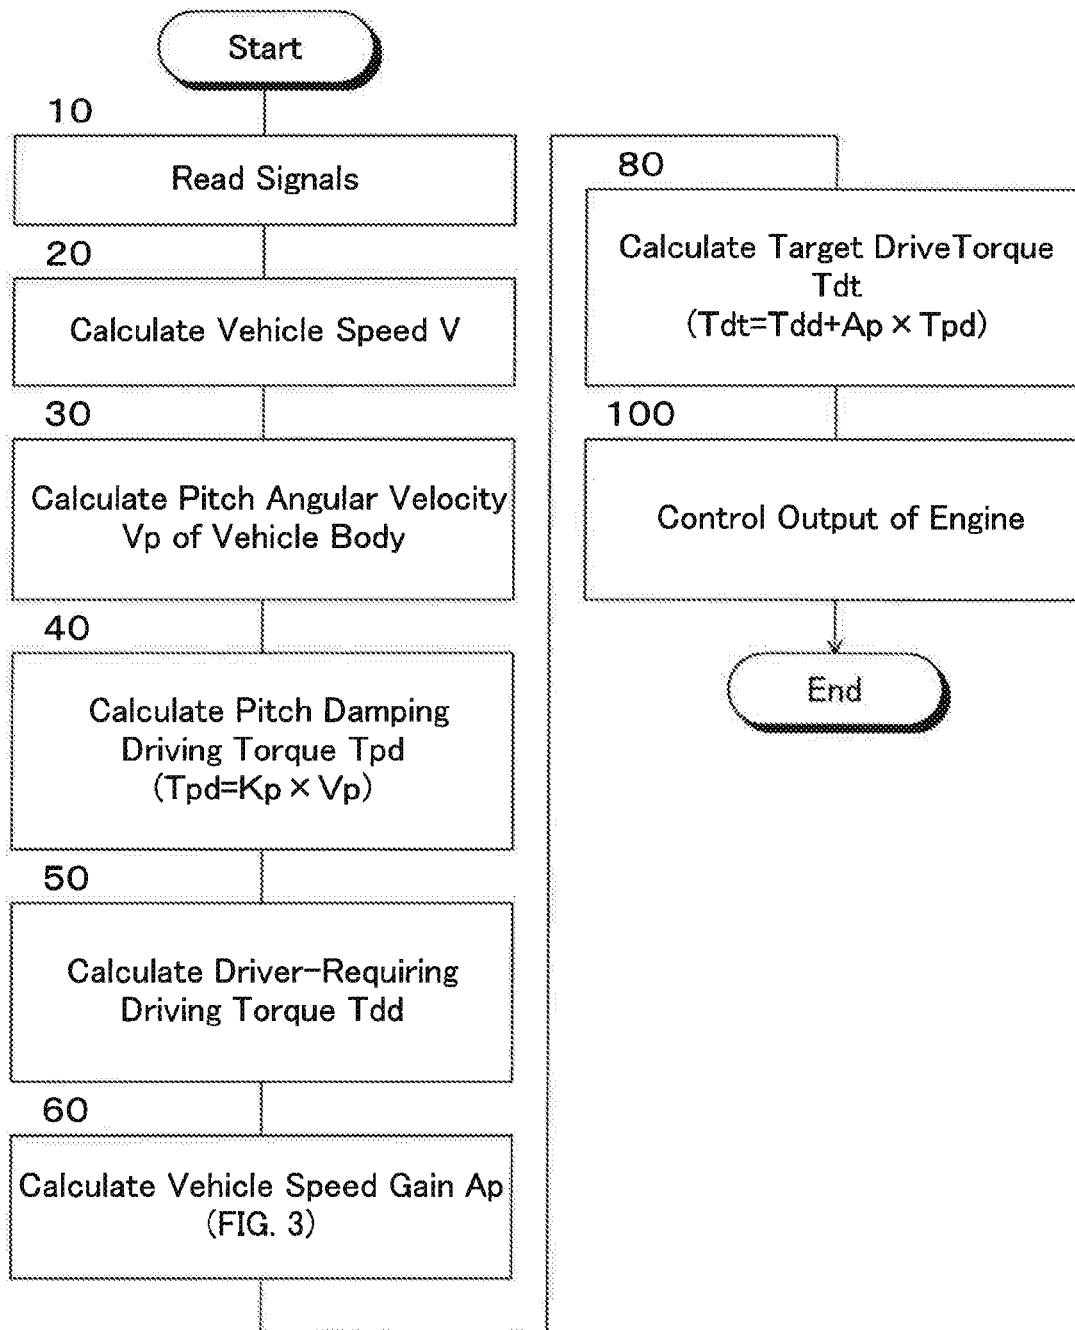 Start
10
Read Signals
20
Calculate Vehicle Speed V
30
Calculate Pitch Angular Velocity
Vp of Vehicle Body
40
Calculate Pitch Damping
Driving Torque Tpd
(Tpd=Kp × Vp)
50
Calculate Driver-Requiring
Driving Torque Tdd
60
Calculate Vehicle Speed Gain Ap
(FIG. 3)
80
Calculate Target DriveTorque
Tdt
(Tdt=Tdd+Ap × Tpd)
100
Control Output of Engine
End